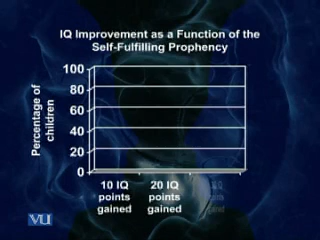 IQ Improvement as a Function of the
Self-Fulfilling Prophency
Percentage of
children
100
80
60
40
20
0
10 IQ
points
gained
20 IQ
points
gained
VU